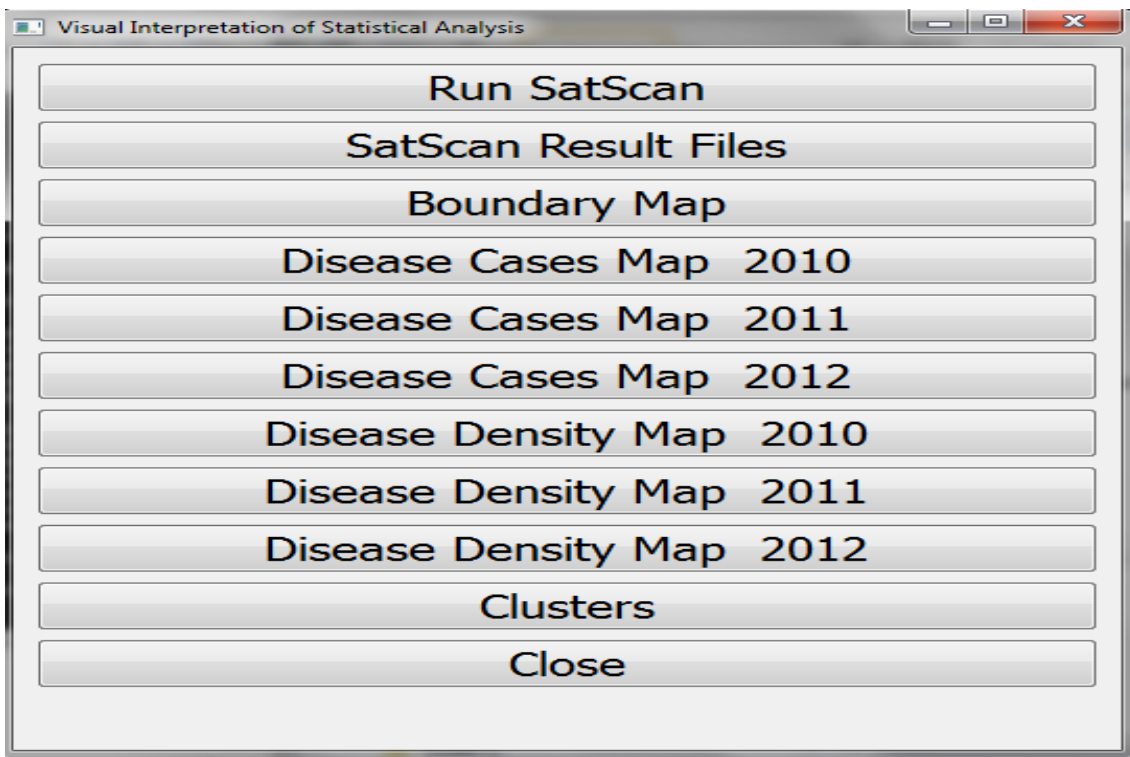 Visual Interpretation of Statistical Analysis
Run SatScan
SatScan Result Files
Boundary Map
Disease Cases Map  2010
Disease Cases Map  2011
Disease Cases Map  2012
Disease Density Map  2010
Disease Density Map  2011
Disease Density Map  2012
Clusters
Close